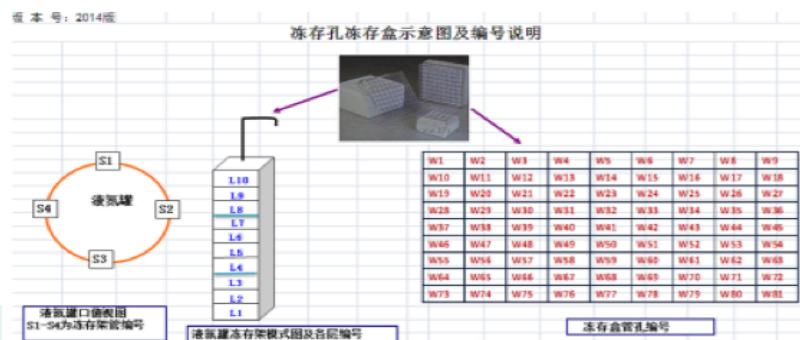 版 本 号: 2014版
冻存孔冻存盒示意图及编号说明
S1
S4
液氮罐
S2
S3
L10
L9
L8
L7
L6
L5
L4
L3
L2
L1
W1 W2 W3 W4 W5 W6 W7 W8 W9
W10 W11 W12 W13 W14 W15 W16 W17 W18
W19 W20 W21 W22 W23 W24 W25 W26 W27
W28 W29 W30 W31 W32 W33 W34 W35 W36
W37 W38 W39 W40 W41 W42 W43 W44 W45
W46 W47 W48 W49 W50 W51 W52 W53 W54
W55 W56 W57 W58 W59 W60 W61 W62 W63
W64 W65 W66 W67 W68 W69 W70 W71 W72
W73 W74 W75 W76 W77 W78 W79 W80 W81
液氮罐口俯视图
S1-S4为冻存架管编号
液氮罐冻存架模式图及各层编号
冻存盒管孔编号